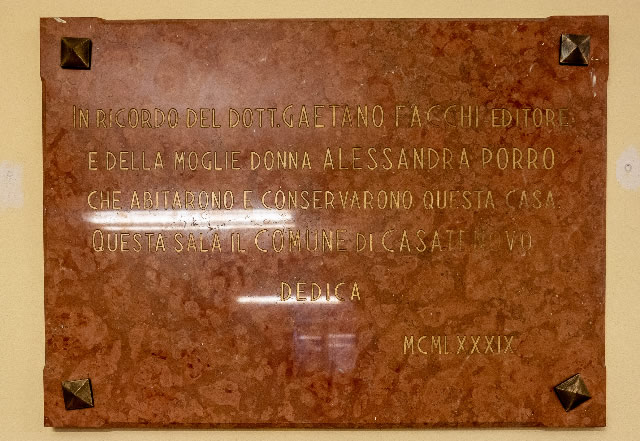 IN RICORDO DEL DOTT. GAETANO FACCHI EDITORE
E DELLA MOGLIE DONNA ALESSANDRA PORRO
CHE ABITARONO E CONSERVARONO QUESTA CASA.
QUESTA SALA IL COMUNE DI CASATENOVO
DEDICA
MCMLXXXIX